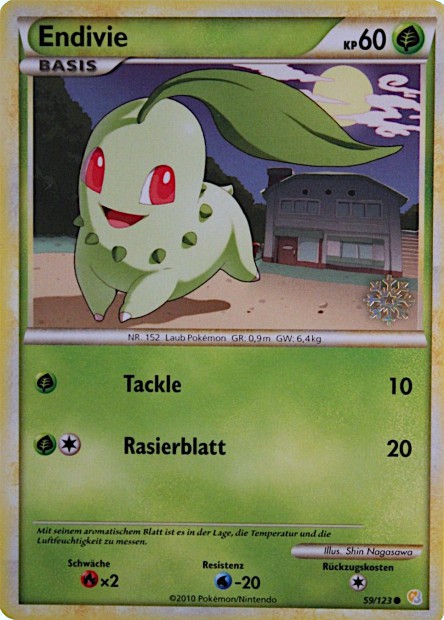 Endivie
KP60
BASIS
NR. 152 Laub Pokémon GR: 0,9m GW: 6,4kg
Tackle 10
Rasierblatt 20
Mit seinem aromatischem Blatt ist es in der Lage, die Temperatur und die
Luftfeuchtigkeit zu messen.
Illus. Shin Nagasawa
Schwäche Resistenz Rückzugskosten
×2 -20
©2010 Pokémon/Nintendo 59/123